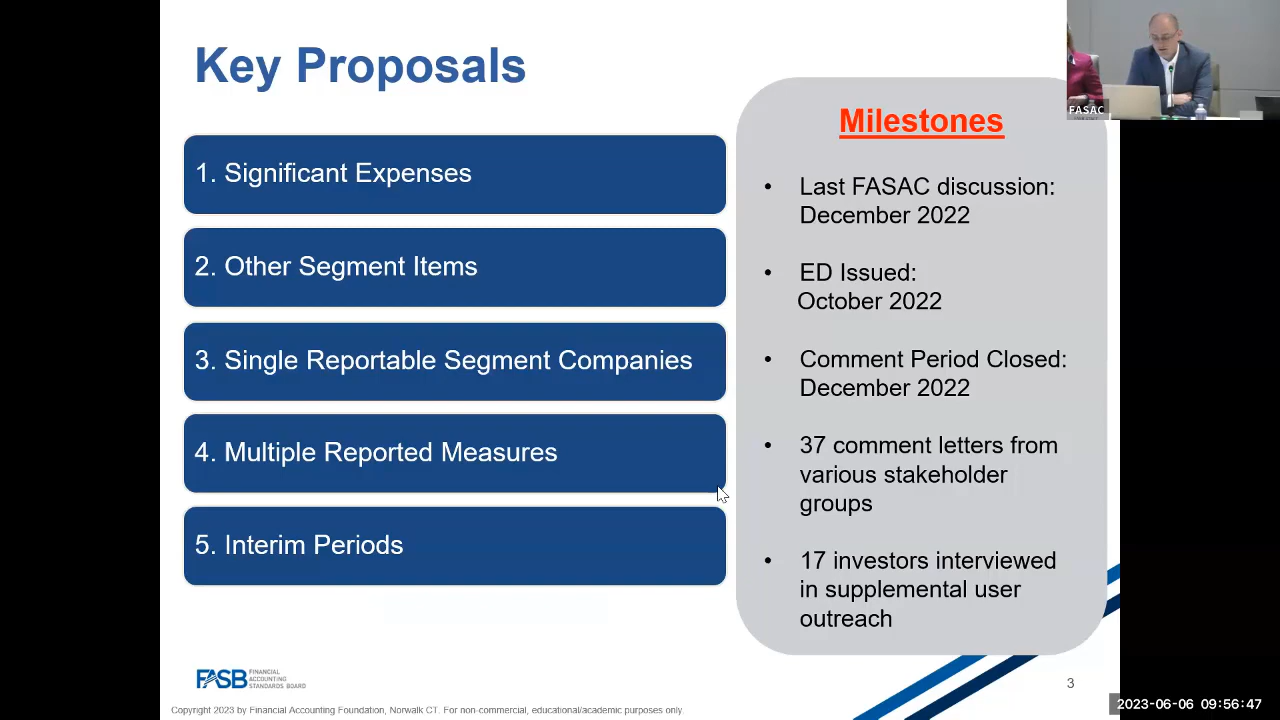 Key Proposals
1. Significant Expenses
2. Other Segment Items
3. Single Reportable Segment Companies
4. Multiple Reported Measures
5. Interim Periods
Milestones
• Last FASAC discussion:
December 2022
• ED Issued:
October 2022
• Comment Period Closed:
December 2022
• 37 comment letters from
various stakeholder
groups
• 17 investors interviewed
in supplemental user
outreach
FASAC
FASB FINANCIAL
ACCOUNTING
STANDARDS BOARD
3
Copyright 2023 by Financial Accounting Foundation, Norwalk CT. For non-commercial, educational/academic purposes only.
2023-06-06 09:56:47